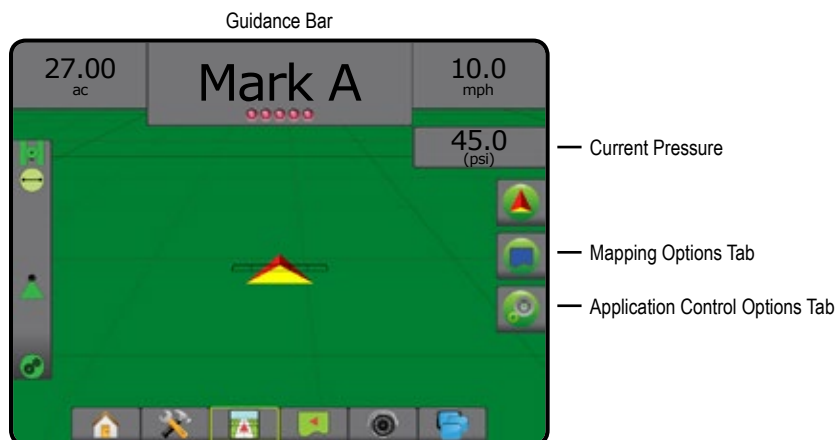 Guidance Bar
27.00
ac
Mark A
10.0
mph
45.0
(psi)
Current Pressure
Mapping Options Tab
Application Control Options Tab